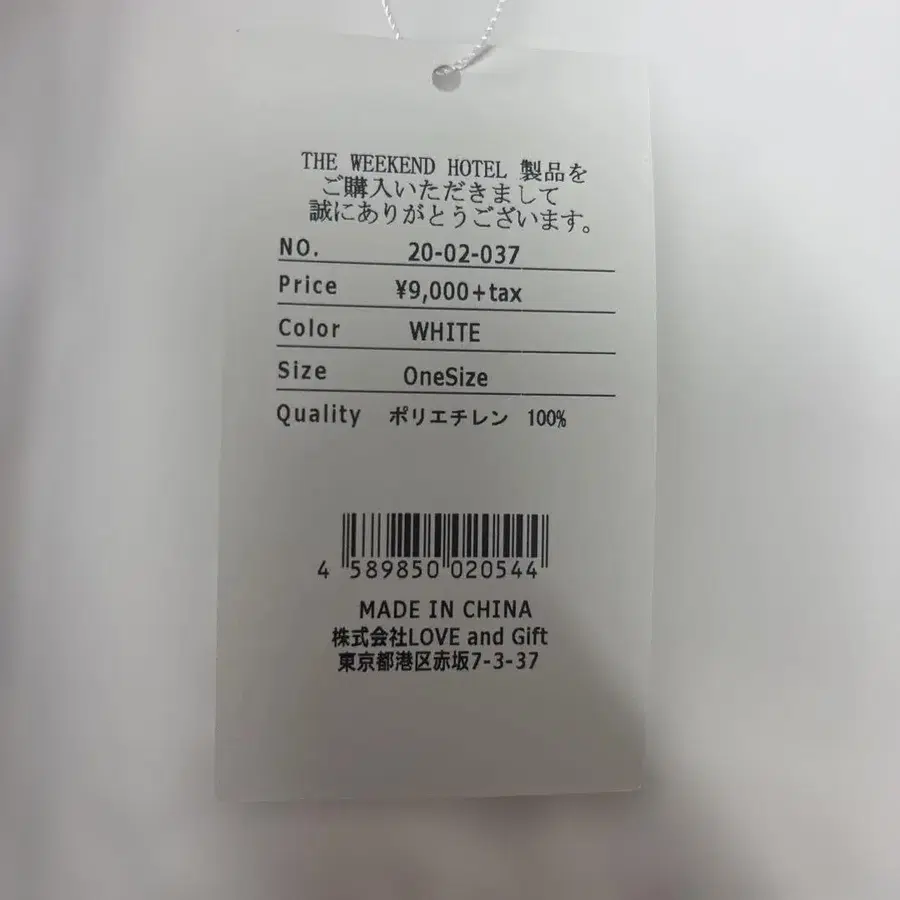 THE WEEKEND HOTEL 製品を
ご購入いただきまして
誠にありがとうございます。
NO. 20-02-037
Price ¥9,000+tax
Color WHITE
Size OneSize
Quality ポリエチレン 100%
4 589850 020544
MADE IN CHINA
株式会社LOVE and Gift
東京都港区赤坂7-3-37